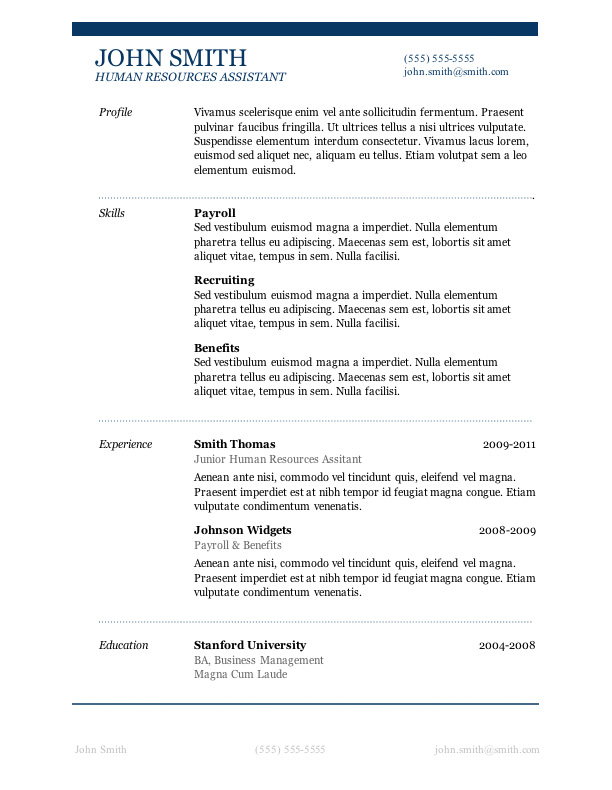 JOHN SMITH
HUMAN RESOURCES ASSISTANT
(555) 555-5555
john.smith@smith.com
Profile
Vivamus scelerisque enim vel ante sollicitudin fermentum. Praesent
pulvinar faucibus fringilla. Ut ultrices tellus a nisi ultrices vulputate.
Suspendisse elementum interdum consectetur. Vivamus lacus lorem,
euismod sed aliquet nec, aliquam eu tellus. Etiam volutpat sem a leo
elementum euismod.
Skills
Payroll
Sed vestibulum euismod magna a imperdiet. Nulla elementum
pharetra tellus eu adipiscing. Maecenas sem est, lobortis sit amet
aliquet vitae, tempus in sem. Nulla facilisi.
Recruiting
Sed vestibulum euismod magna a imperdiet. Nulla elementum
pharetra tellus eu adipiscing. Maecenas sem est, lobortis sit amet
aliquet vitae, tempus in sem. Nulla facilisi.
Benefits
Sed vestibulum euismod magna a imperdiet. Nulla elementum
pharetra tellus eu adipiscing. Maecenas sem est, lobortis sit amet
aliquet vitae, tempus in sem. Nulla facilisi.
Experience
Smith Thomas 2009-2011
Junior Human Resources Assitant
Aenean ante nisi, commodo vel tincidunt quis, eleifend vel magna.
Praesent imperdiet est at nibh tempor id feugiat magna congue. Etiam
vulputate condimentum venenatis.
Johnson Widgets 2008-2009
Payroll & Benefits
Aenean ante nisi, commodo vel tincidunt quis, eleifend vel magna.
Praesent imperdiet est at nibh tempor id feugiat magna congue. Etiam
vulputate condimentum venenatis.
Education
Stanford University 2004-2008
BA, Business Management
Magna Cum Laude
John Smith (555) 555-5555 john.smith@smith.com